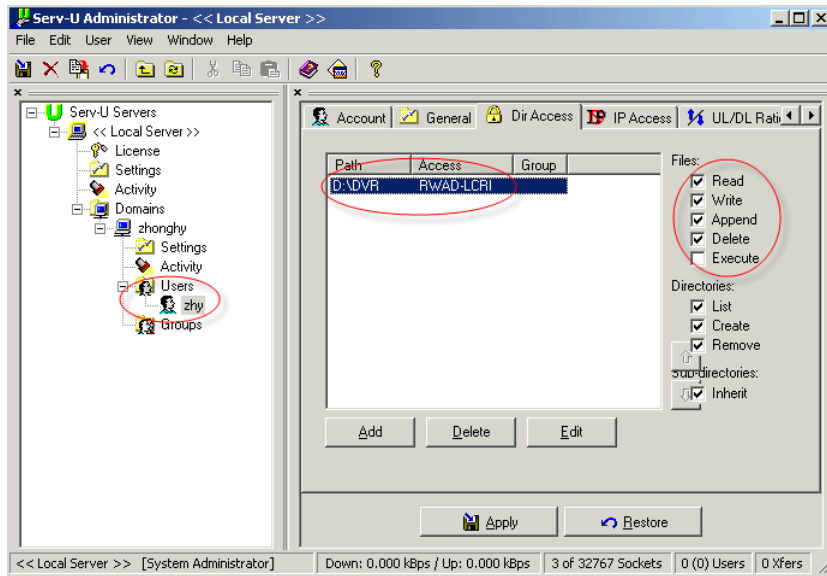 Serv-U Administrator - << Local Server >>
File Edit User View Window Help
Serv-U Servers
<< Local Server >>
License
Settings
Activity
Domains
zhonghy
Settings
Activity
Users
zhy
Groups
Account General Dir Access IP Access UL/DL Rati
Path Access Group
D:\DVR RWAD-LCRI
Files:
Read
Write
Append
Delete
Execute
Directories:
List
Create
Remove
Sub-directories:
Inherit
Add Delete Edit
Apply Restore
<< Local Server >> [System Administrator] Down: 0.000 kBps / Up: 0.000 kBps 3 of 32767 Sockets 0 (0) Users 0 Xfers